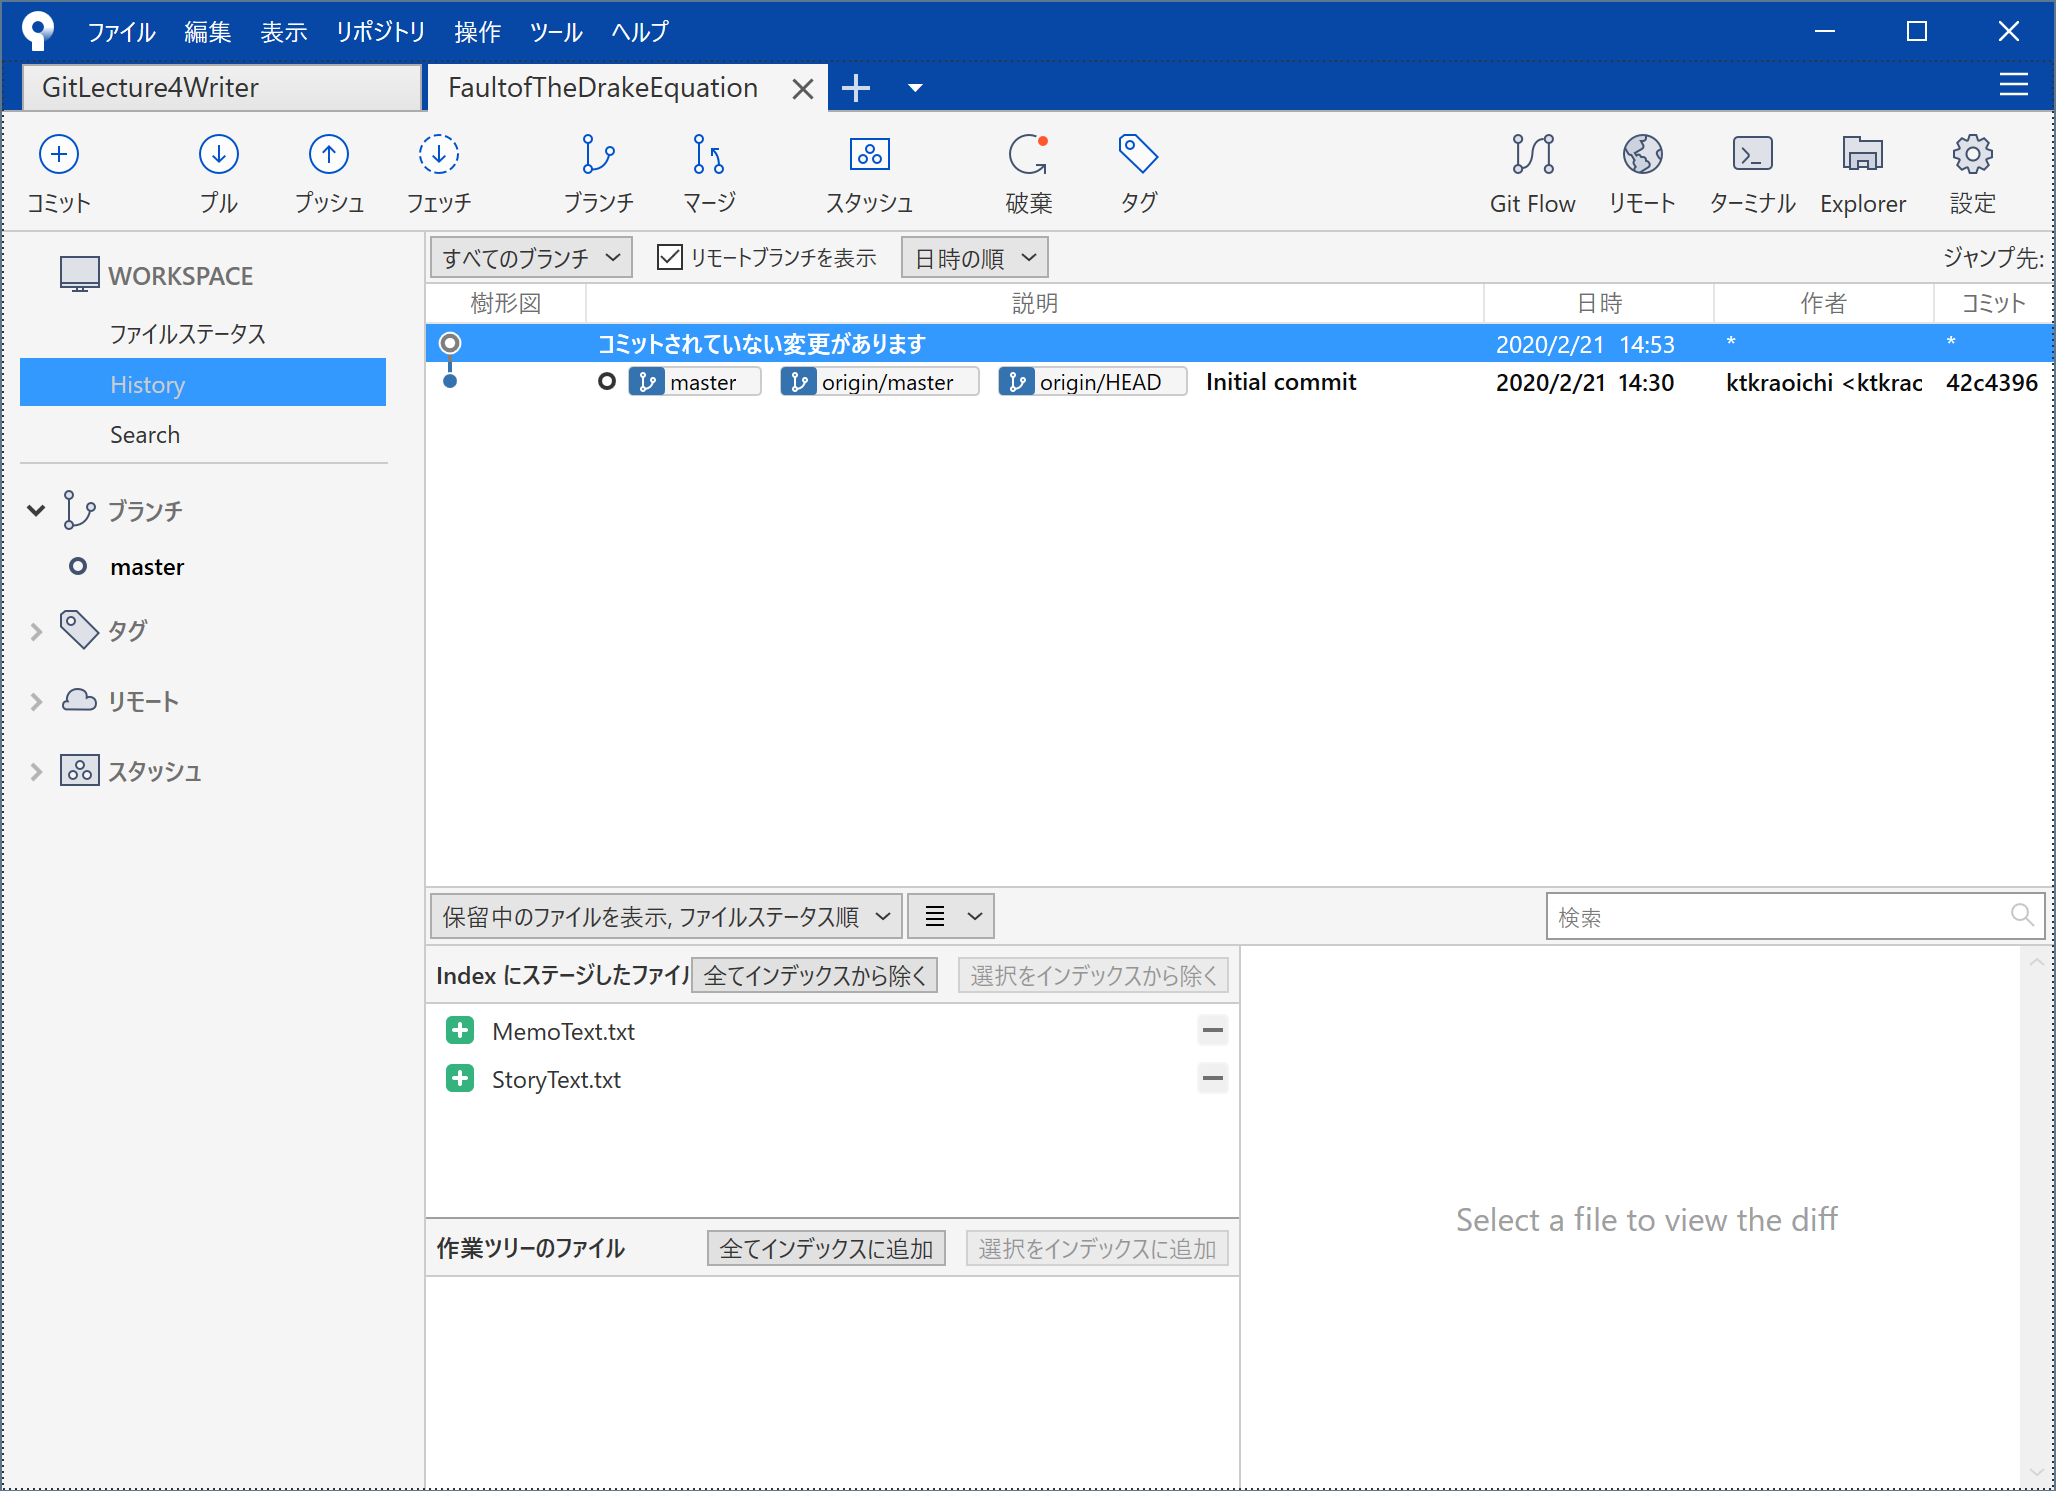 ファイル 編集 表示 リポジトリ 操作 ツール ヘルプ
GitLecture4Writer FaultofTheDrakeEquation
コミット プル プッシュ フェッチ ブランチ マージ スタッシュ 破棄 タグ Git Flow リモート ターミナル Explorer 設定
WORKSPACE
ファイルステータス
History
Search
ブランチ
master
タグ
リモート
スタッシュ
すべてのブランチ リモートブランチを表示 日時の順 ジャンプ先:
樹形図 説明 日時 作者 コミット
コミットされていない変更があります 2020/2/21 14:53 * *
master origin/master origin/HEAD Initial commit 2020/2/21 14:30 ktkraoichi <ktkrao 42c4396
保留中のファイルを表示, ファイルステータス順 検索
Index にステージしたファイル 全てインデックスから除く 選択をインデックスから除く
MemoText.txt
StoryText.txt
作業ツリーのファイル 全てインデックスに追加 選択をインデックスに追加
Select a file to view the diff